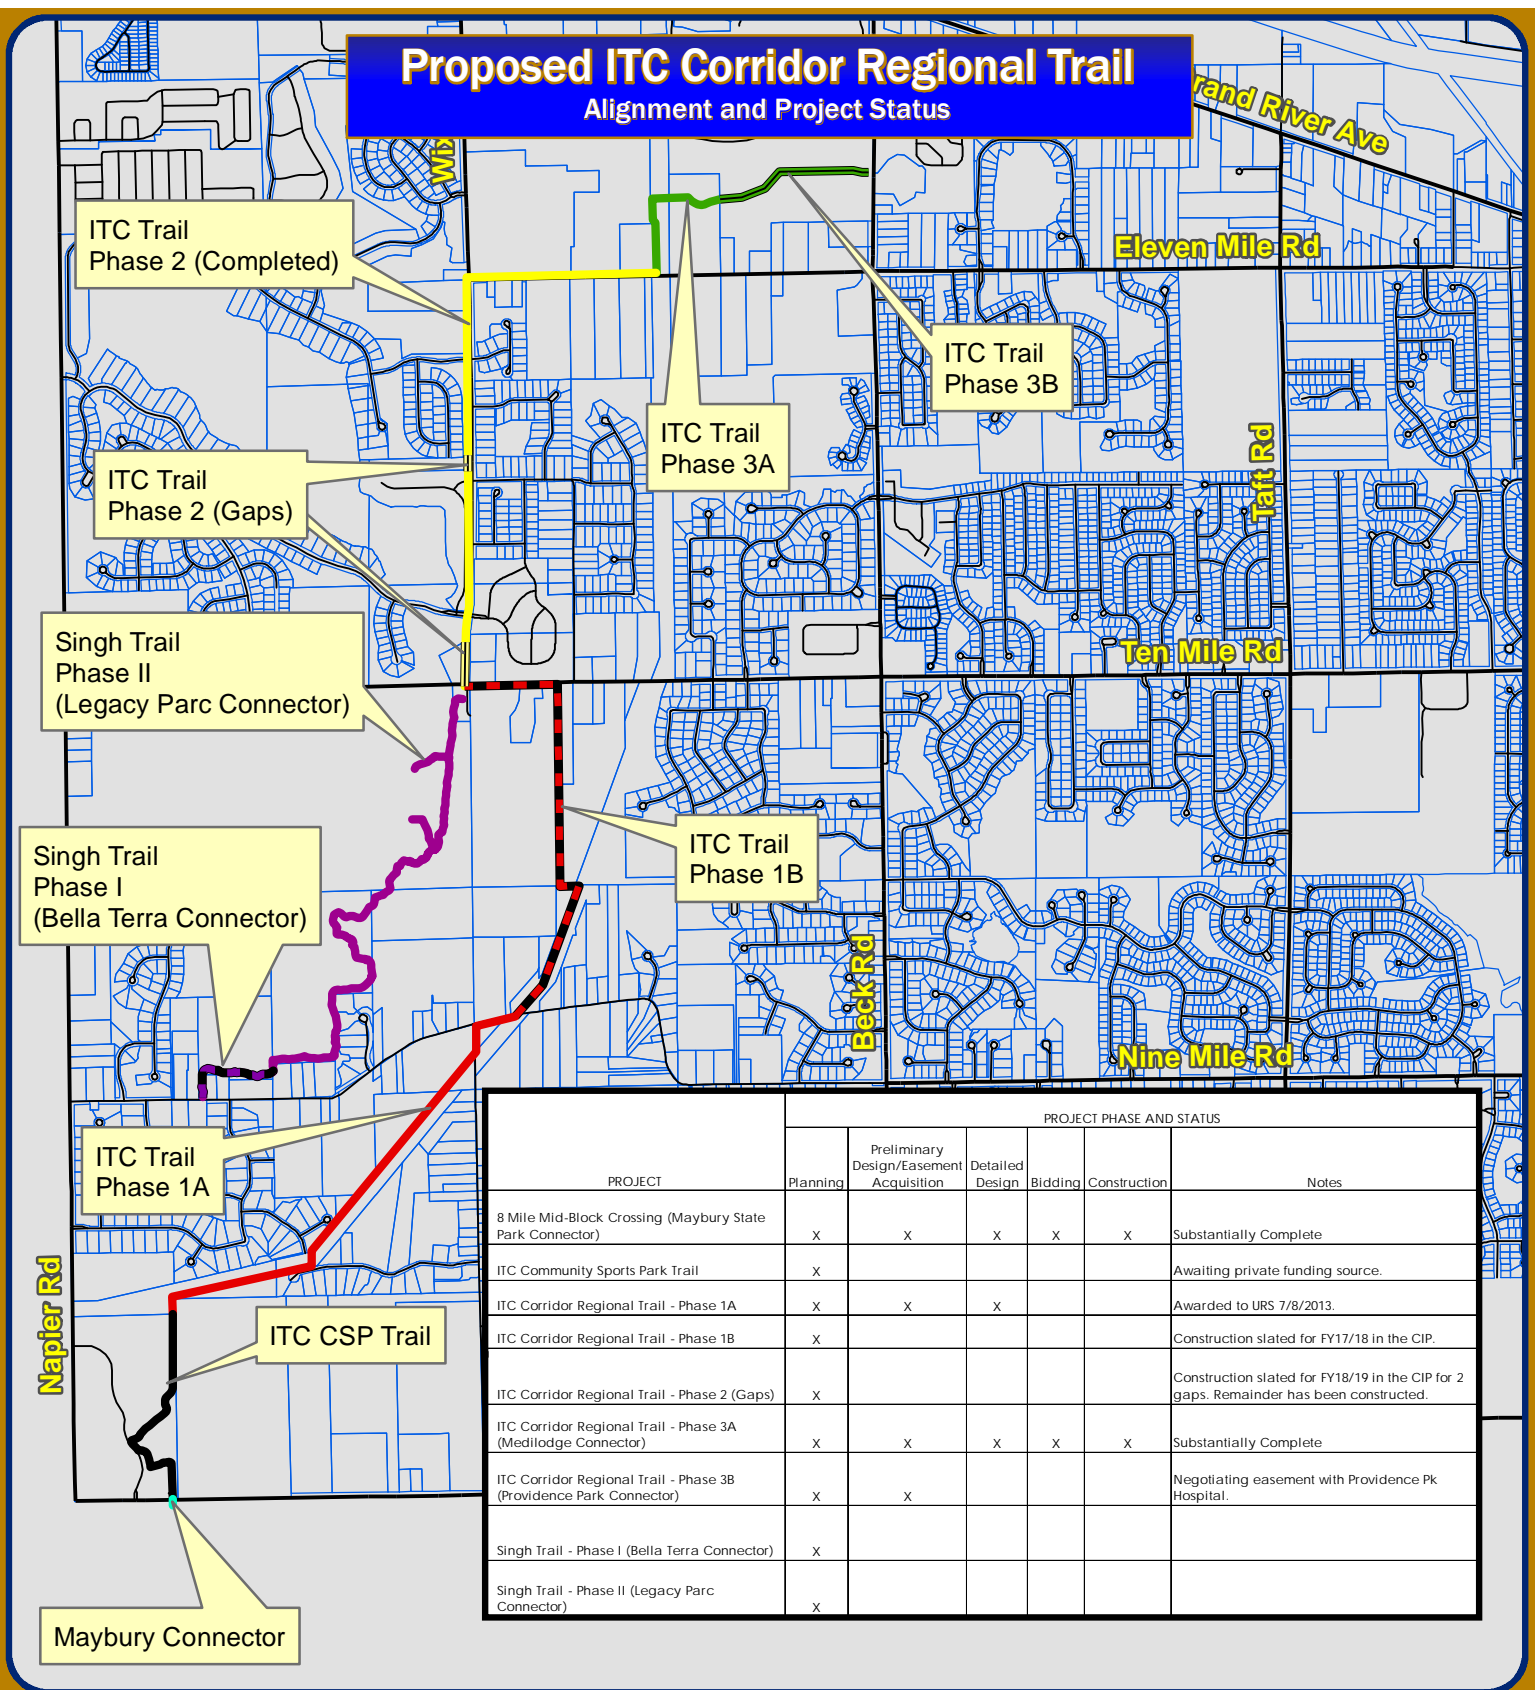 Proposed ITC Corridor Regional Trail
Alignment and Project Status
rand River Ave
Wix
ITC Trail
Phase 2 (Completed)
Eleven Mile Rd
ITC Trail
Phase 3B
ITC Trail
Phase 3A
Taft Rd
ITC Trail
Phase 2 (Gaps)
Singh Trail
Phase II
(Legacy Parc Connector)
Ten Mile Rd
ITC Trail
Phase 1B
Singh Trail
Phase I
(Bella Terra Connector)
Beck Rd
Nine Mile Rd
ITC Trail
Phase 1A
Napier Rd
ITC CSP Trail
Maybury Connector
PROJECT PHASE AND STATUS
PROJECT
Planning
Preliminary
Design/Easement
Acquisition
Detailed
Design
Bidding
Construction
Notes
8 Mile Mid-Block Crossing (Maybury State
Park Connector) X X X X X Substantially Complete
ITC Community Sports Park Trail X Awaiting private funding source.
ITC Corridor Regional Trail - Phase 1A X X X Awarded to URS 7/8/2013.
ITC Corridor Regional Trail - Phase 1B X Construction slated for FY17/18 in the CIP.
ITC Corridor Regional Trail - Phase 2 (Gaps) X Construction slated for FY18/19 in the CIP for 2
gaps. Remainder has been constructed.
ITC Corridor Regional Trail - Phase 3A
(Medilodge Connector) X X X X X Substantially Complete
ITC Corridor Regional Trail - Phase 3B
(Providence Park Connector) X X Negotiating easement with Providence Pk
Hospital.
Singh Trail - Phase I (Bella Terra Connector) X
Singh Trail - Phase II (Legacy Parc
Connector) X